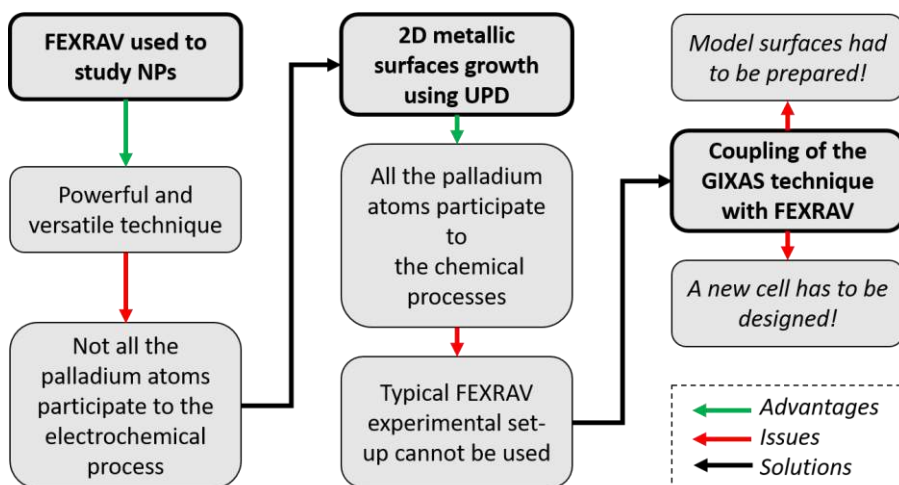 FEXRAV used to
study NPs
Powerful and
versatile technique
Not all the
palladium atoms
participate to the
electrochemical
process
2D metallic
surfaces growth
using UPD
All the palladium
atoms participate
to
the chemical
processes
Typical FEXRAV
experimental set-
up cannot be used
Model surfaces had
to be prepared!
Coupling of the
GIXAS technique
with FEXRAV
A new cell has to be
designed!
Advantages
Issues
Solutions